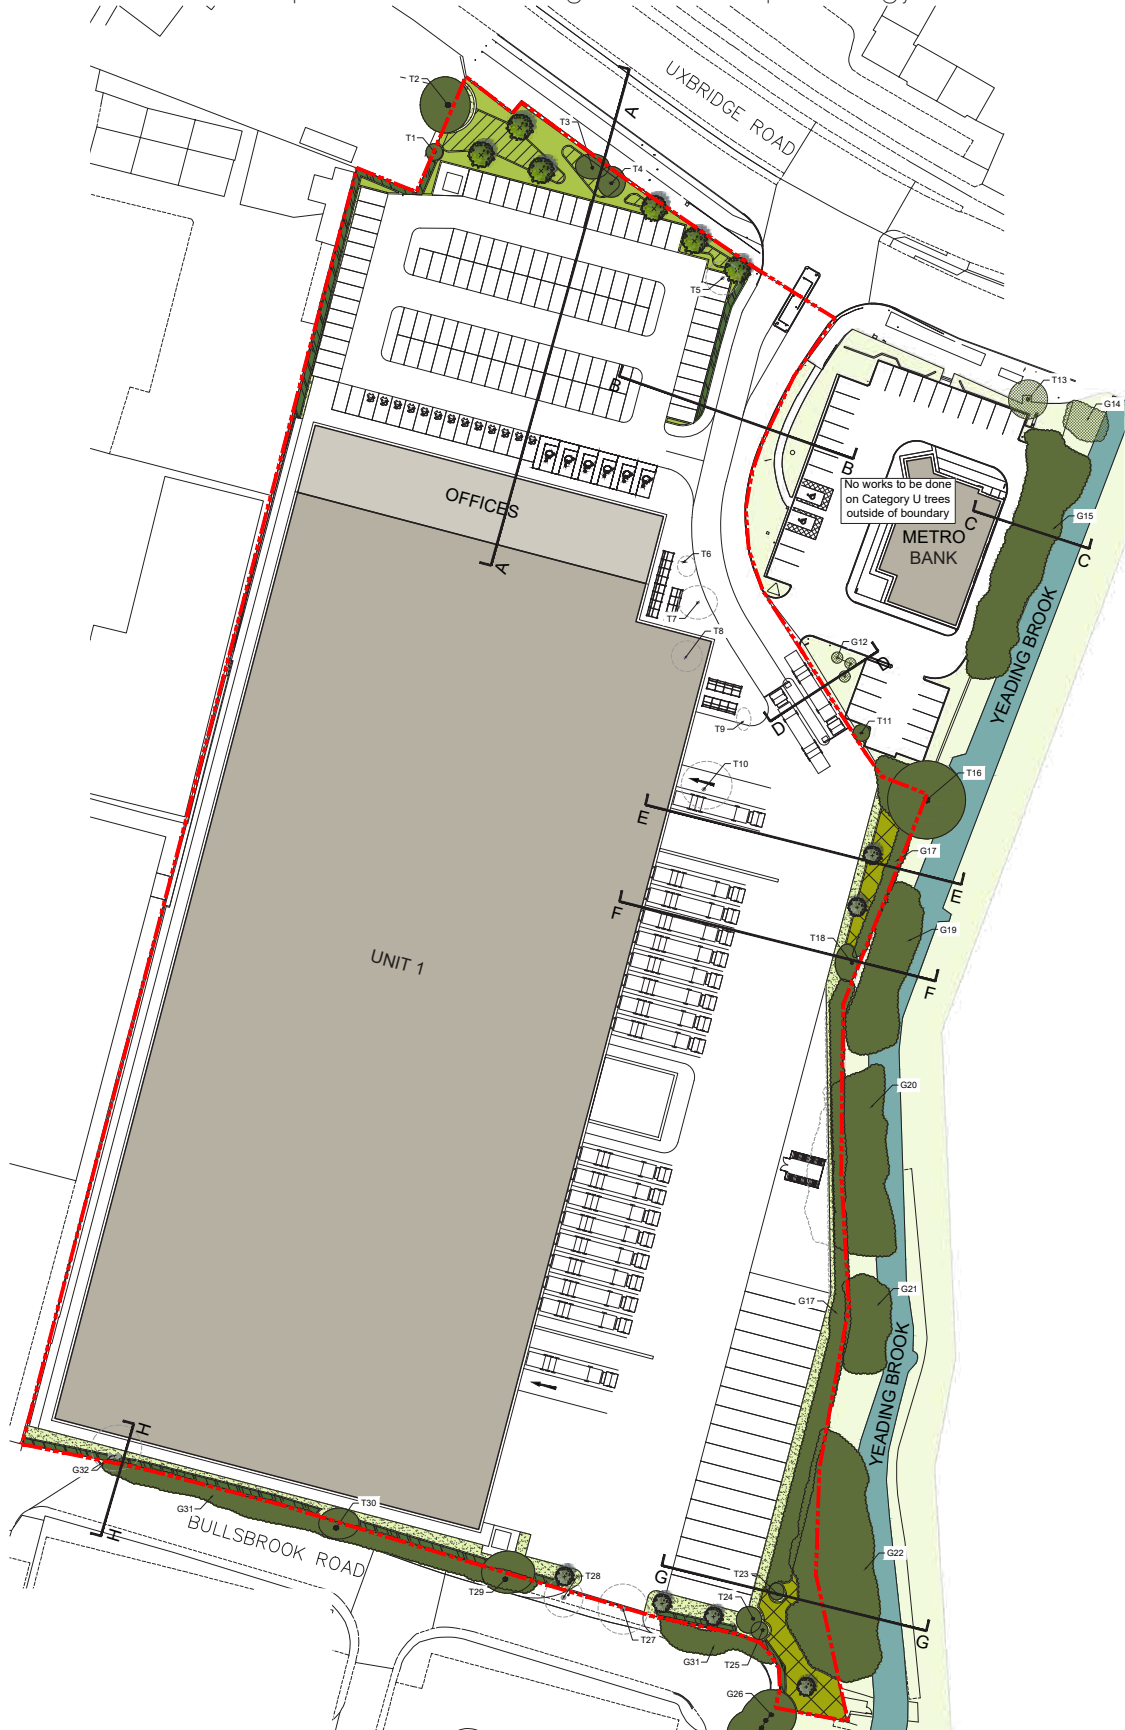 UXBRIDGE ROAD
T2
T3
T1
T4
A
T5
B
T13
G14
B
No works to be done
on Category U trees
outside of boundary
OFFICES
C
G15
METRO
BANK
C
A
T6
T7
T8
YEADING BROOK
G12
D
D
T9
T11
T10
T16
E
G17
E
F
G19
T18
UNIT 1
F
G20
G21
G17
YEADING BROOK
H
G32
G31
T30
BULLSBROOK ROAD
H
G22
G
T23
T28
T29
T24
T27
T25
G
G31
G26